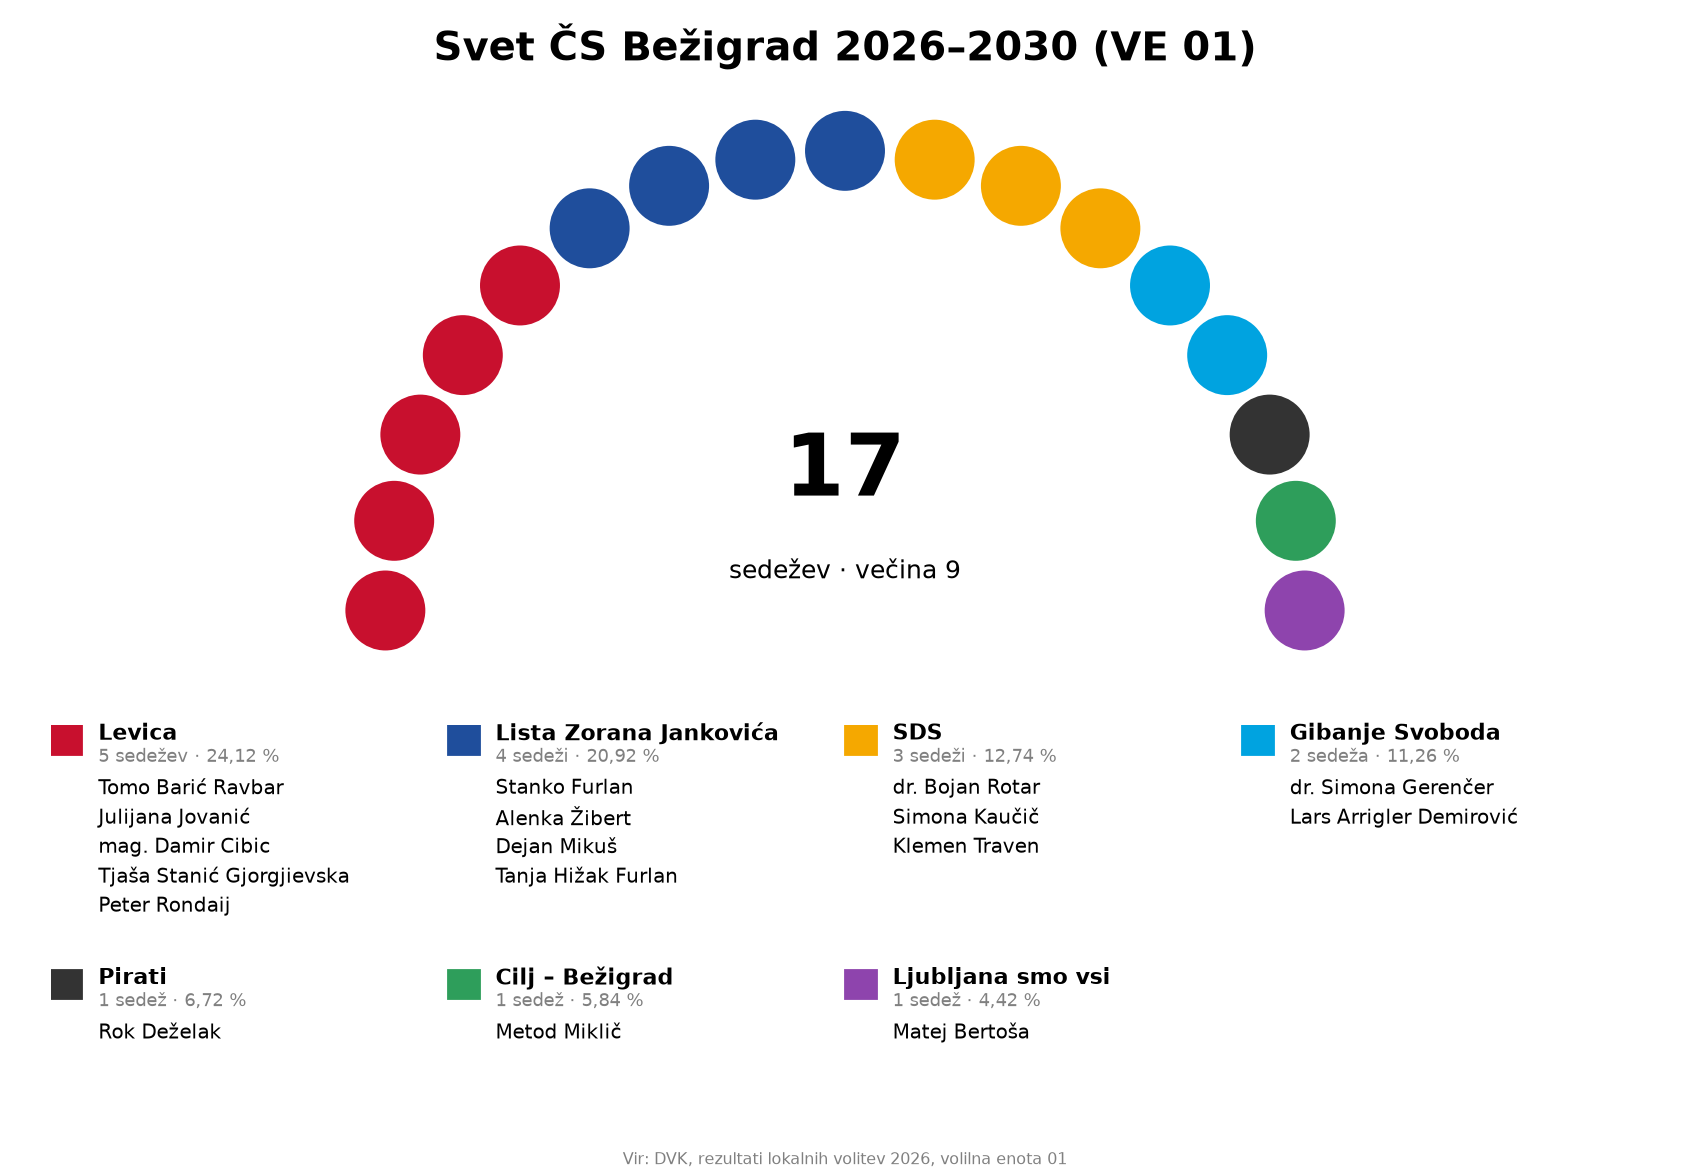 Svet ČS Bežigrad 2026–2030 (VE 01)
17
sedežev · večina 9
Levica
5 sedežev · 24,12 %
Tomo Barić Ravbar
Julijana Jovanić
mag. Damir Cibic
Tjaša Stanić Gjorgjievska
Peter Rondaij
Lista Zorana Jankovića
4 sedeži · 20,92 %
Stanko Furlan
Alenka Žibert
Dejan Mikuš
Tanja Hižak Furlan
SDS
3 sedeži · 12,74 %
dr. Bojan Rotar
Simona Kaučič
Klemen Traven
Gibanje Svoboda
2 sedeža · 11,26 %
dr. Simona Gerenčer
Lars Arrigler Demirović
Pirati
1 sedež · 6,72 %
Rok Deželak
Cilj – Bežigrad
1 sedež · 5,84 %
Metod Miklič
Ljubljana smo vsi
1 sedež · 4,42 %
Matej Bertoša
Vir: DVK, rezultati lokalnih volitev 2026, volilna enota 01